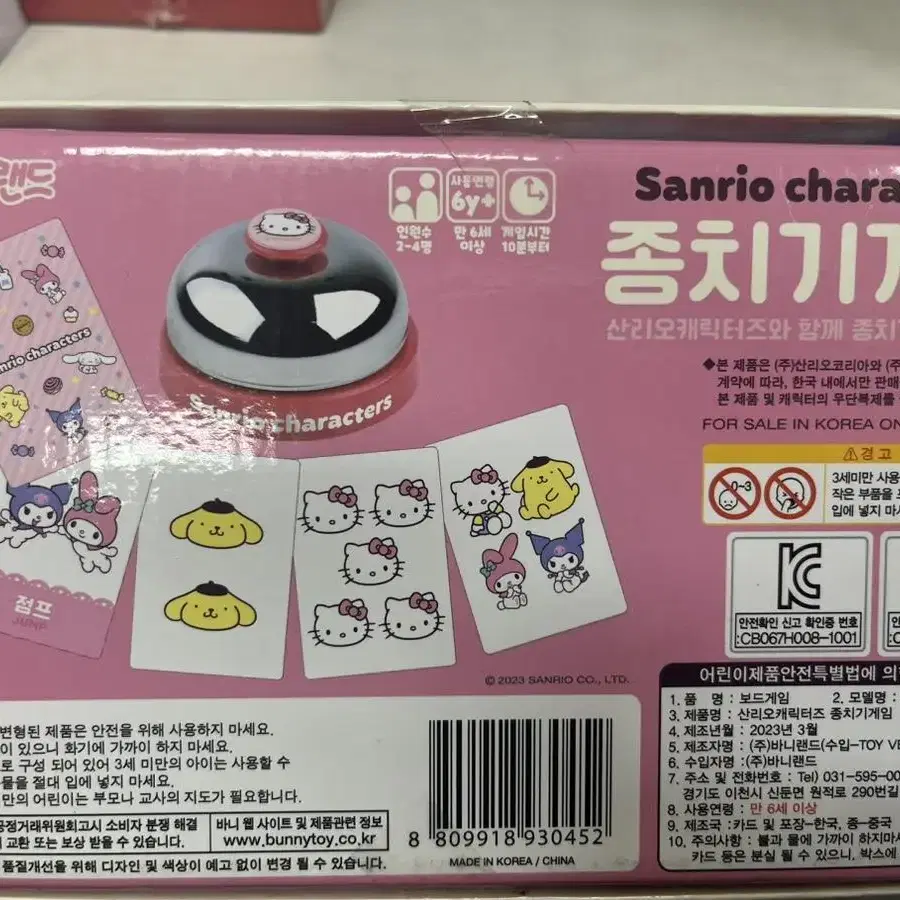 랜드
인원수
2-4명
사용연령
6y+
만 6세
이상
게임시간
10분부터
Sanrio chara
종치기게
산리오캐릭터즈와 함께 종치
◆본 제품은 (주)산리오코리아와 (주
계약에 따라, 한국 내에서만 판매
본 제품 및 캐릭터의 무단복제를
FOR SALE IN KOREA ON
Sanrio characters
Sanrio characters
점프
JUMP
⚠경 고
0~3
3세미만 사용
작은 부품을
입에 넣지 마세
안전확인 신고 확인증 번호
:CB067H008-1001
© 2023 SANRIO CO., LTD.
어린이제품안전특별법에 의
1. 품 명 : 보드게임 2. 모델명 :
3. 제품명 : 산리오캐릭터즈 종치기게임
4. 제조년월 : 2023년 3월
5. 제조자명 : (주)바니랜드(수입-TOY VE
6. 수입자명 : (주)바니랜드
7. 주소 및 전화번호 : Tel) 031-595-00
경기도 이천시 신둔면 원적로 290번길
8. 사용연령 : 만 6세 이상
9. 제조국 : 카드 및 포장-한국, 종-중국
10. 주의사항 : 불과 물에 가까이 하지마시
카드 등은 분실 될 수 있으니, 박스에
변형된 제품은 안전을 위해 사용하지 마세요.
이 있으니 화기에 가까이 하지 마세요.
로 구성 되어 있어 3세 미만의 아이는 사용할 수
물을 절대 입에 넣지 마세요.
만의 어린이는 부모나 교사의 지도가 필요합니다.
공정거래위원회고시 소비자 분쟁 해결
교환 또는 보상 받을 수 있습니다.
바니 웹 사이트 및 제품관련 정보
www.bunnytoy.co.kr
품질개선을 위해 디자인 및 색상이 예고 없이 변경 될 수 있습니다.
8 809918 930452
MADE IN KOREA / CHINA